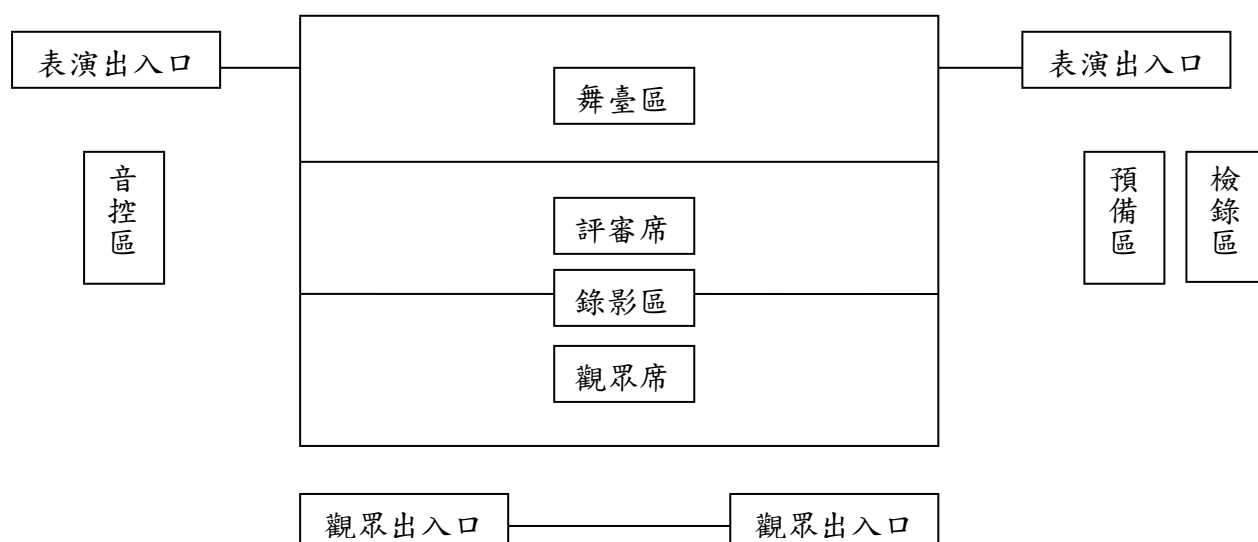 表演出入口
表演出入口
舞臺區
音控區
預備區
檢錄區
評審席
錄影區
觀眾席
觀眾出入口
觀眾出入口